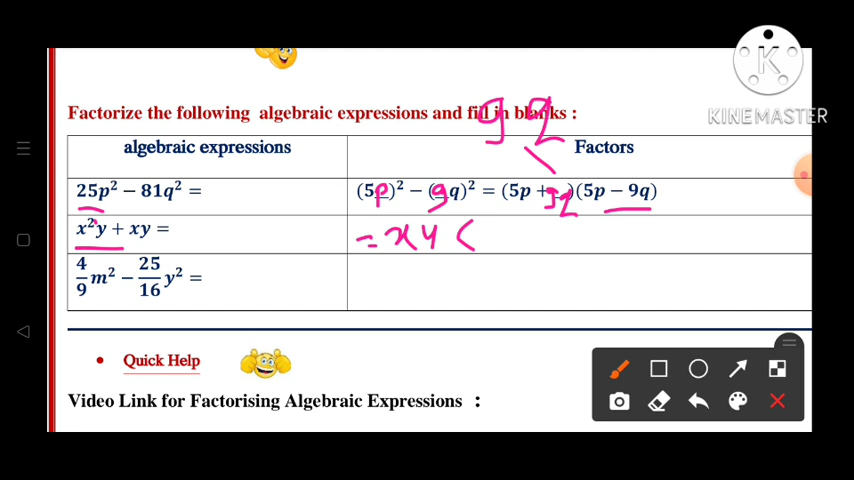 K
KINEMASTER
9q
Factorize the following algebraic expressions and fill in blanks :
algebraic expressions Factors
25p² − 81q² = (5p)² − (9q)² = (5p + 9q)(5p − 9q)
x²y + xy = = xy (
4/9 m² − 25/16 y² =
• Quick Help
Video Link for Factorising Algebraic Expressions :